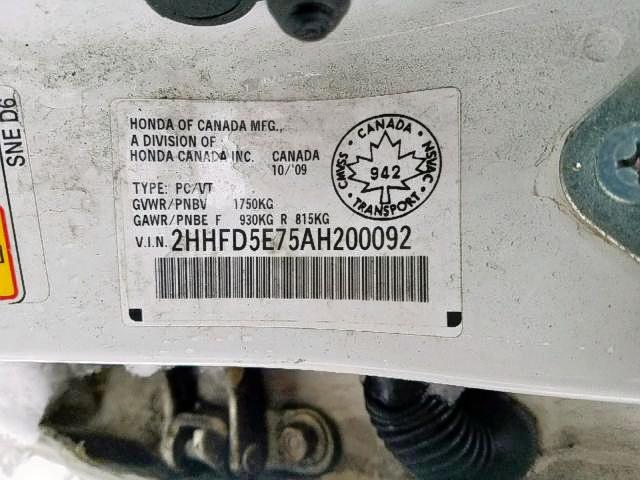 HONDA OF CANADA MFG.,
A DIVISION OF
HONDA CANADA INC. CANADA
10/'09
TYPE: PC/VT
GVWR/PNBV 1750KG
GAWR/PNBE F 930KG R 815KG
V.I.N. 2HHFD5E75AH200092
CANADA
CMVSS 942 NSVAC
TRANSPORT
SNE D6